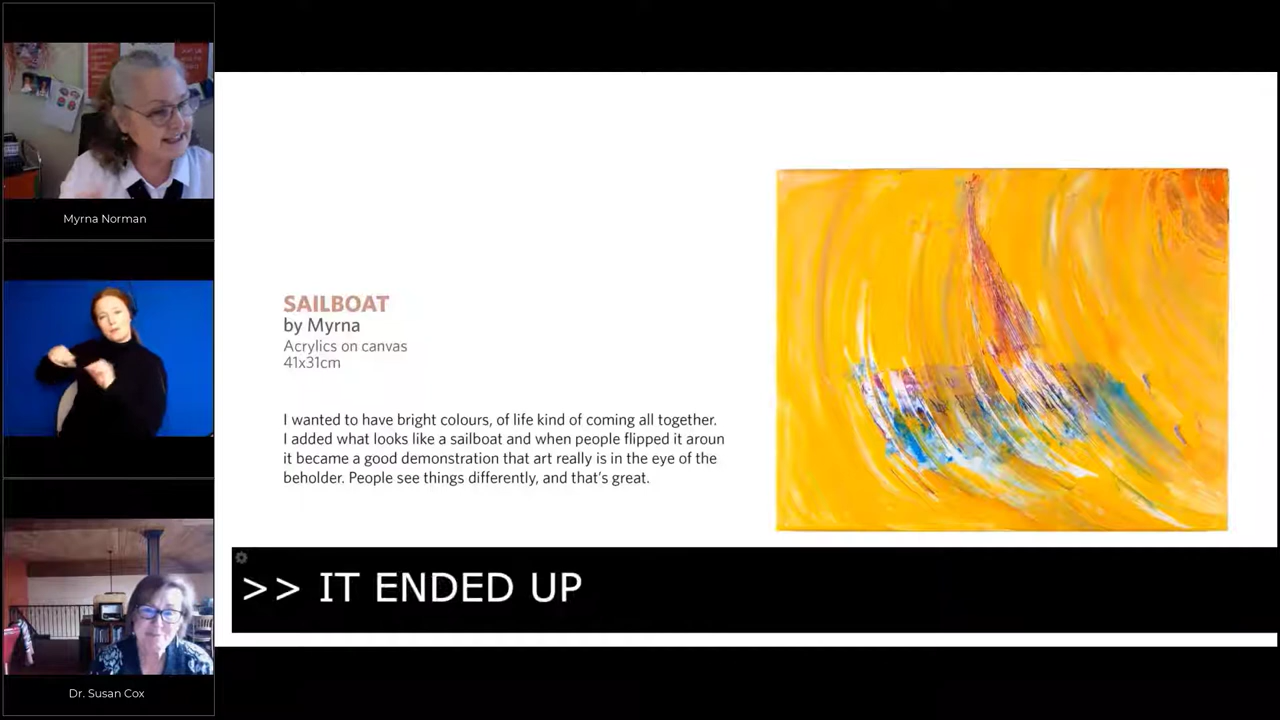 Myrna Norman
SAILBOAT
by Myrna
Acrylics on canvas
41x31cm
I wanted to have bright colours, of life kind of coming all together.
I added what looks like a sailboat and when people flipped it aroun
it became a good demonstration that art really is in the eye of the
beholder. People see things differently, and that's great.
>> IT ENDED UP
Dr. Susan Cox